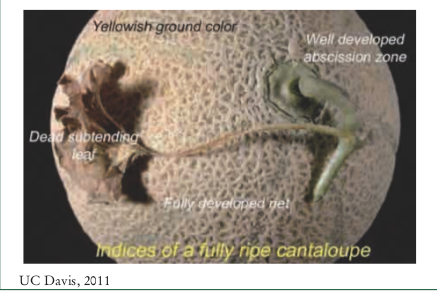 Yellowish ground color
Well developed
abscission zone
Dead subtending
leaf
Fully developed net
Indices of a fully ripe cantaloupe
UC Davis, 2011